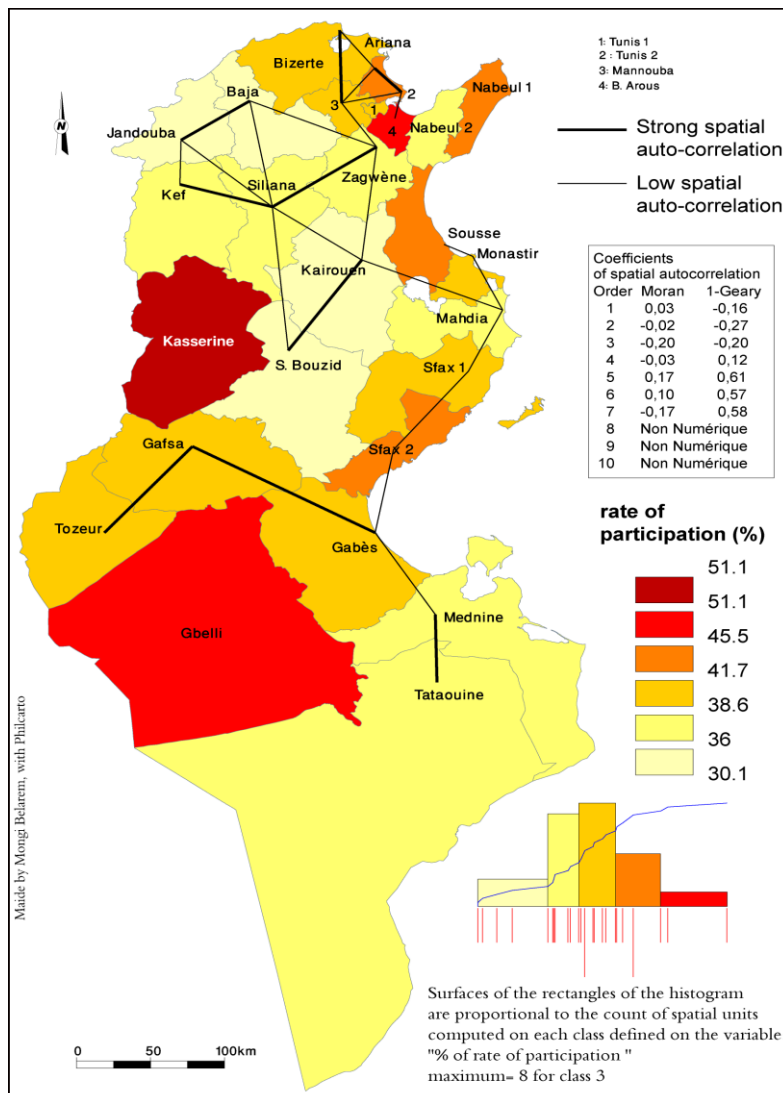 Ariana
Bizerte
Baja
Jandouba
Nabeul 1
Nabeul 2
3
1
2
4
Siliana
Zagwène
Kef
Sousse
Monastir
Kairouen
Mahdia
Kasserine
S. Bouzid
Sfax 1
Gafsa
Sfax 2
Tozeur
Gabès
Gbelli
Mednine
Tataouine
1: Tunis 1
2 : Tunis 2
3: Mannouba
4: B. Arous
Strong spatial
auto-correlation
Low spatial
auto-correlation
Coefficients
of spatial autocorrelation
Order Moran 1-Geary
1 0,03 -0,16
2 -0,02 -0,27
3 -0,20 -0,20
4 -0,03 0,12
5 0,17 0,61
6 0,10 0,57
7 -0,17 0,58
8 Non Numérique
9 Non Numérique
10 Non Numérique
rate of
participation (%)
51.1
51.1
45.5
41.7
38.6
36
30.1
Surfaces of the rectangles of the histogram
are proportional to the count of spatial units
computed on each class defined on the variable
"% of rate of participation "
maximum= 8 for class 3
0 50 100km
Maide by Mongi Belarem, with Philcarto
N